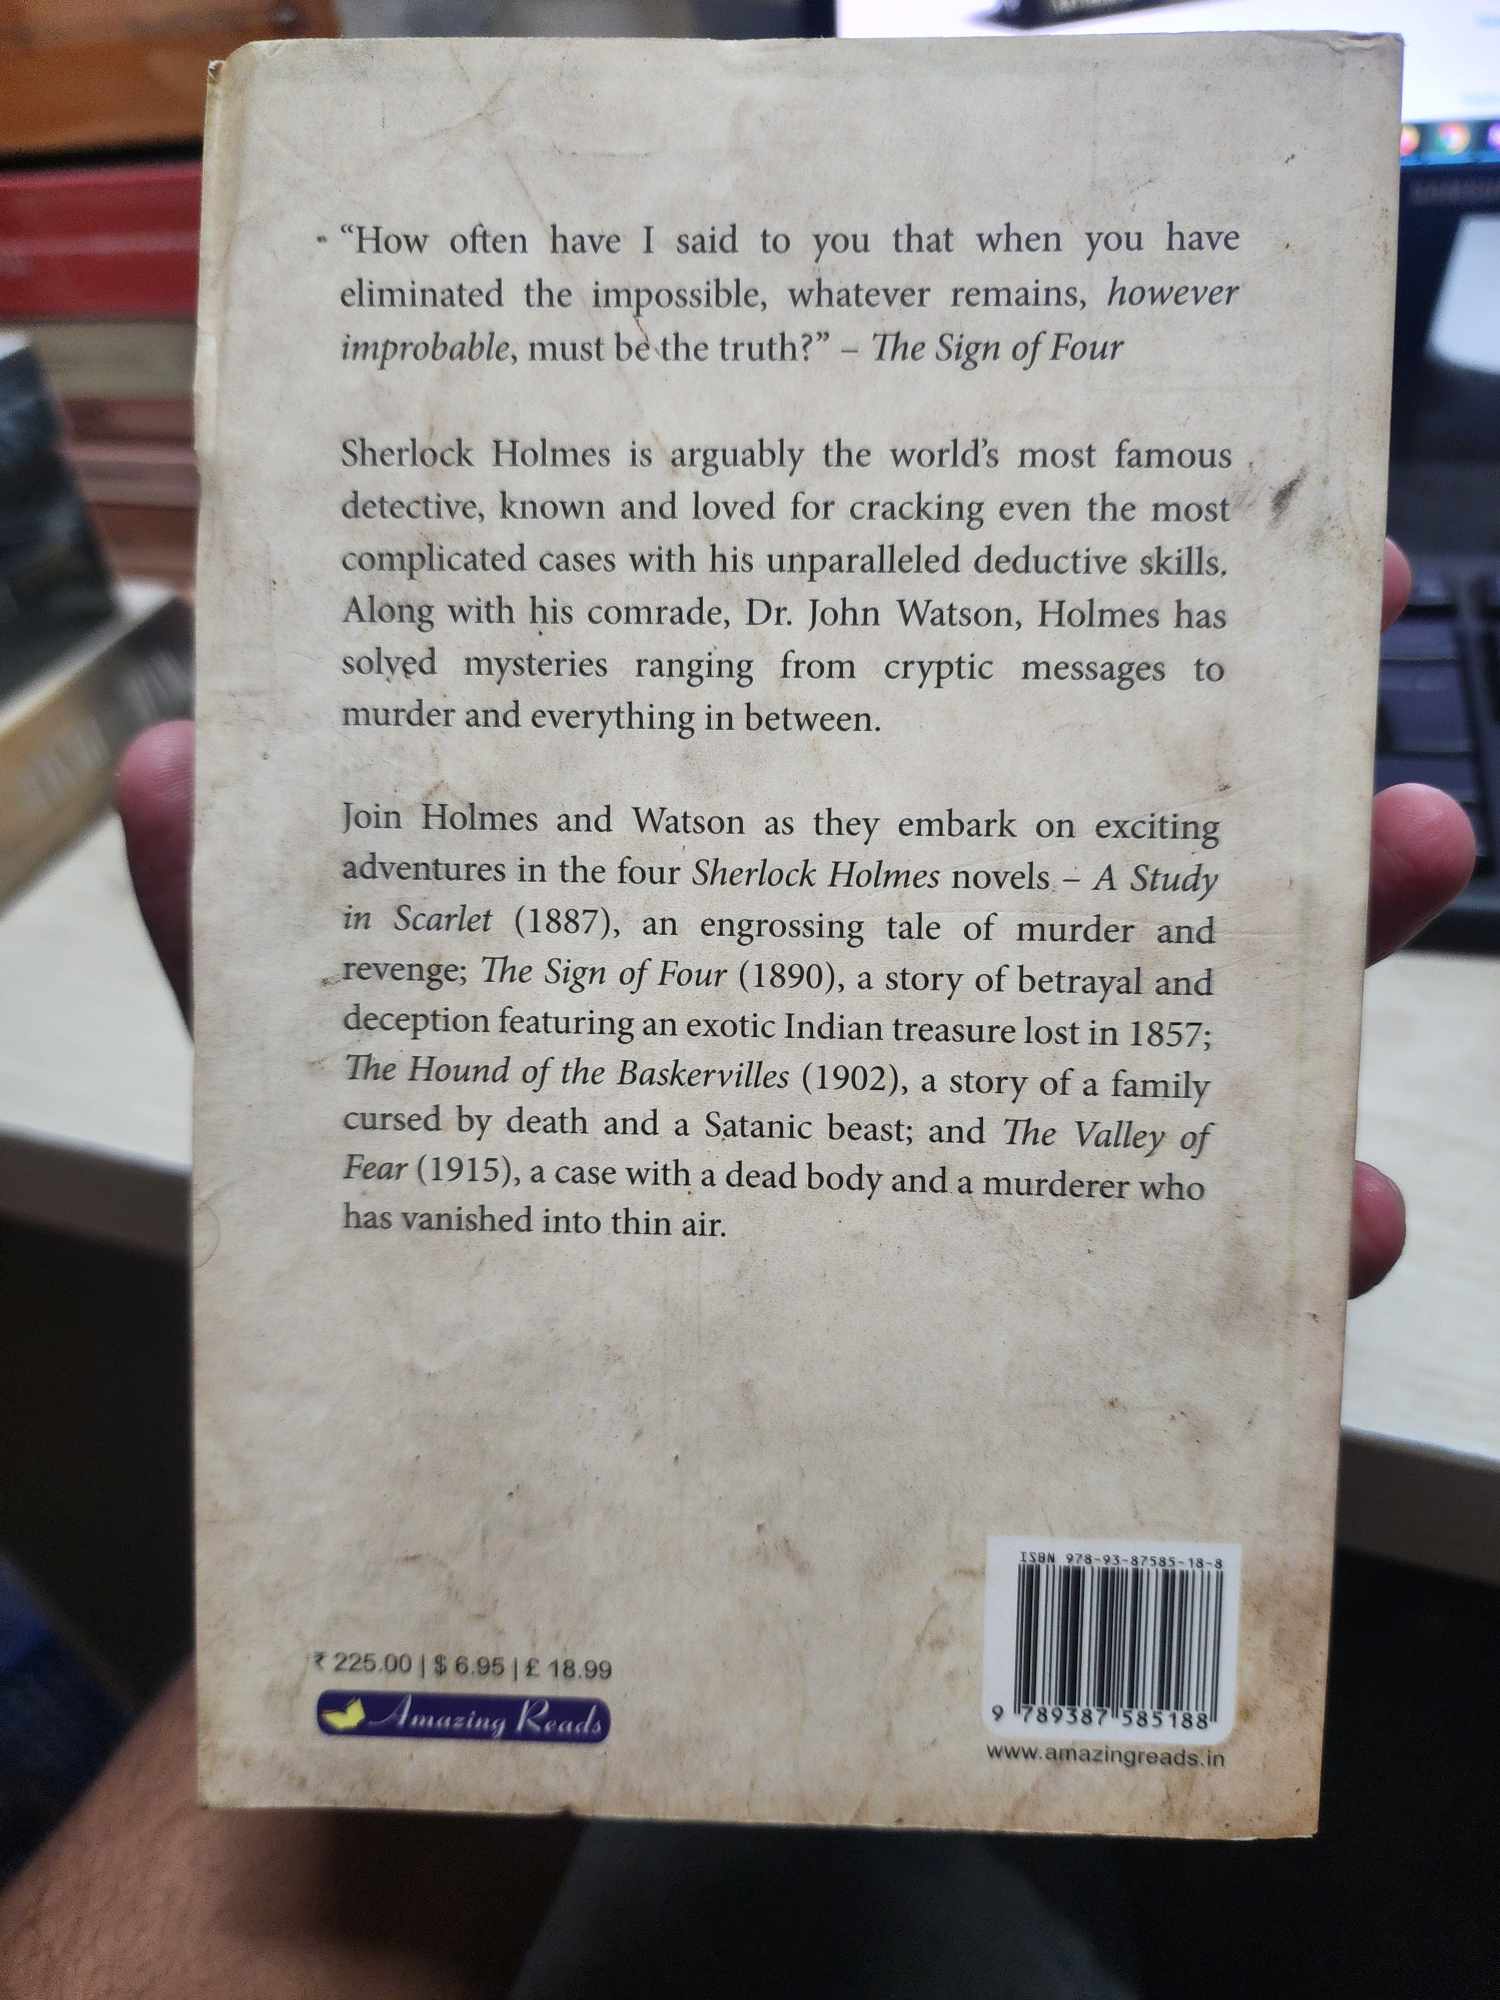 “How often have I said to you that when you have
eliminated the impossible, whatever remains, however
improbable, must be the truth?” – The Sign of Four
Sherlock Holmes is arguably the world’s most famous
detective, known and loved for cracking even the most
complicated cases with his unparalleled deductive skills.
Along with his comrade, Dr. John Watson, Holmes has
solved mysteries ranging from cryptic messages to
murder and everything in between.
Join Holmes and Watson as they embark on exciting
adventures in the four Sherlock Holmes novels – A Study
in Scarlet (1887), an engrossing tale of murder and
revenge; The Sign of Four (1890), a story of betrayal and
deception featuring an exotic Indian treasure lost in 1857;
The Hound of the Baskervilles (1902), a story of a family
cursed by death and a Satanic beast; and The Valley of
Fear (1915), a case with a dead body and a murderer who
has vanished into thin air.
₹ 225.00 | $ 6.95 | £ 18.99
Amazing Reads
ISBN 978-93-87585-18-8
9 789387 585188
www.amazingreads.in